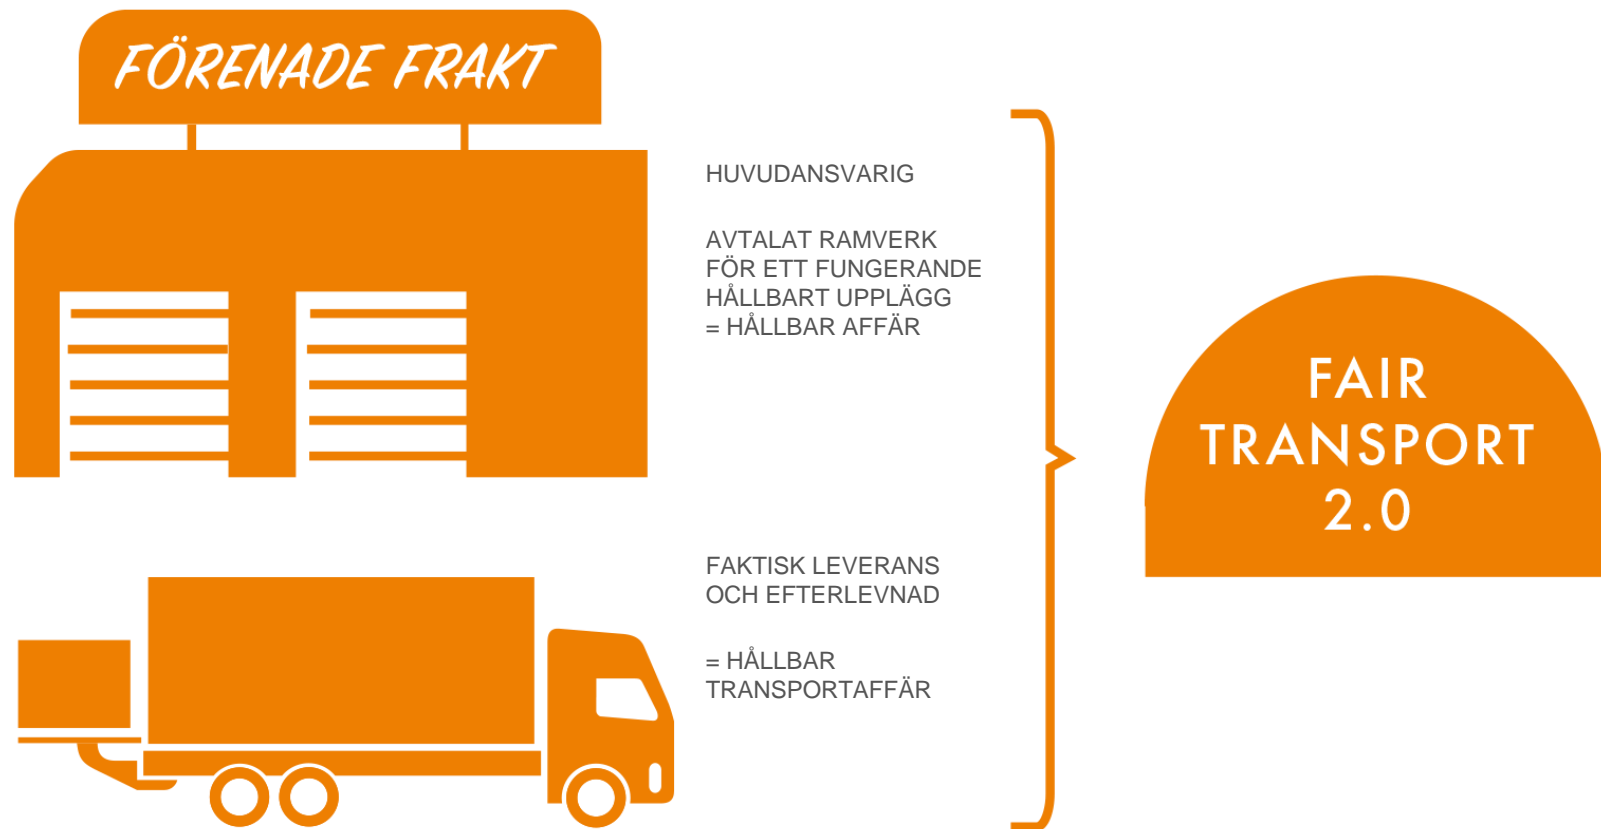 FÖRENADE FRAKT
HUVUDANSVARIG
AVTALAT RAMVERK
FÖR ETT FUNGERANDE
HÅLLBART UPPLÄGG
= HÅLLBAR AFFÄR
FAKTISK LEVERANS
OCH EFTERLEVNAD
= HÅLLBAR
TRANSPORTAFFÄR
FAIR
TRANSPORT
2.0